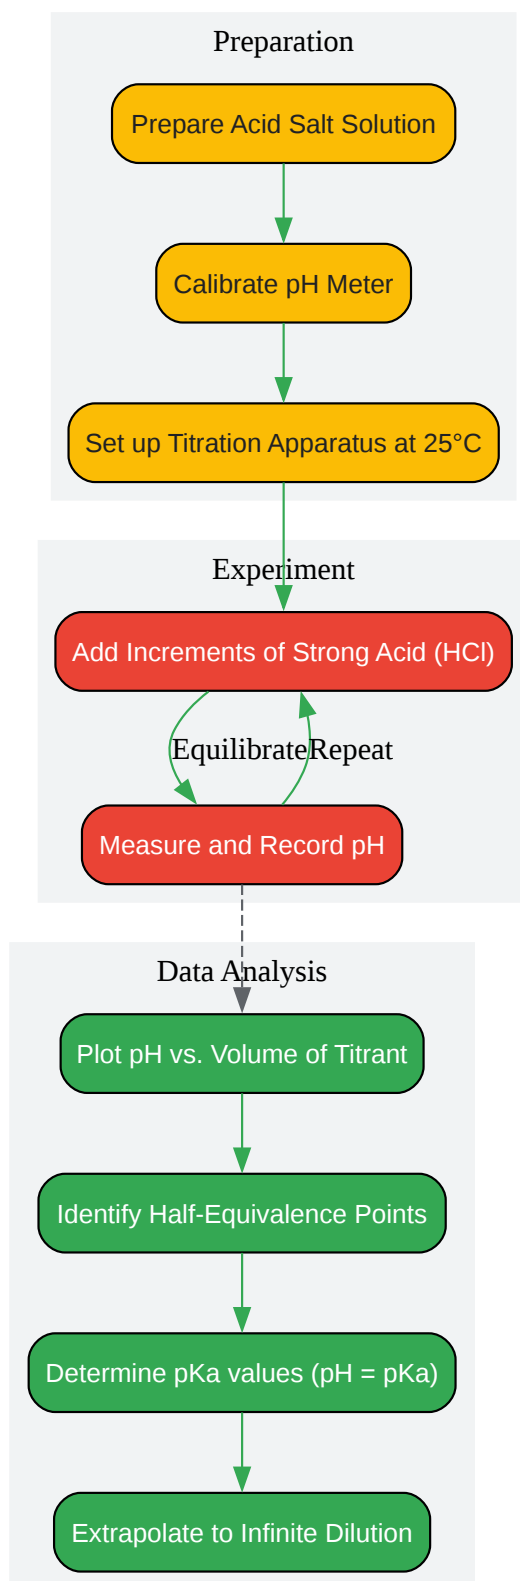 Preparation
Prepare Acid Salt Solution
Calibrate pH Meter
Set up Titration Apparatus at 25°C
Experiment
Add Increments of Strong Acid (HCl)
Equilibrate
Repeat
Measure and Record pH
Data Analysis
Plot pH vs. Volume of Titrant
Identify Half-Equivalence Points
Determine pKa values (pH = pKa)
Extrapolate to Infinite Dilution